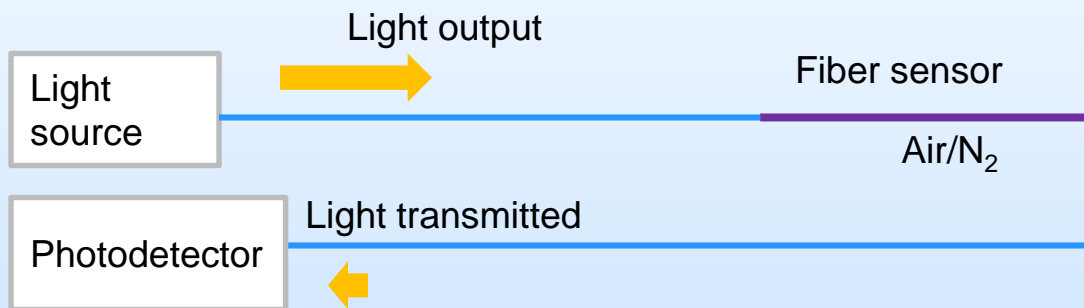 Light output
Light
source
Fiber sensor
Air/N₂
Light transmitted
Photodetector